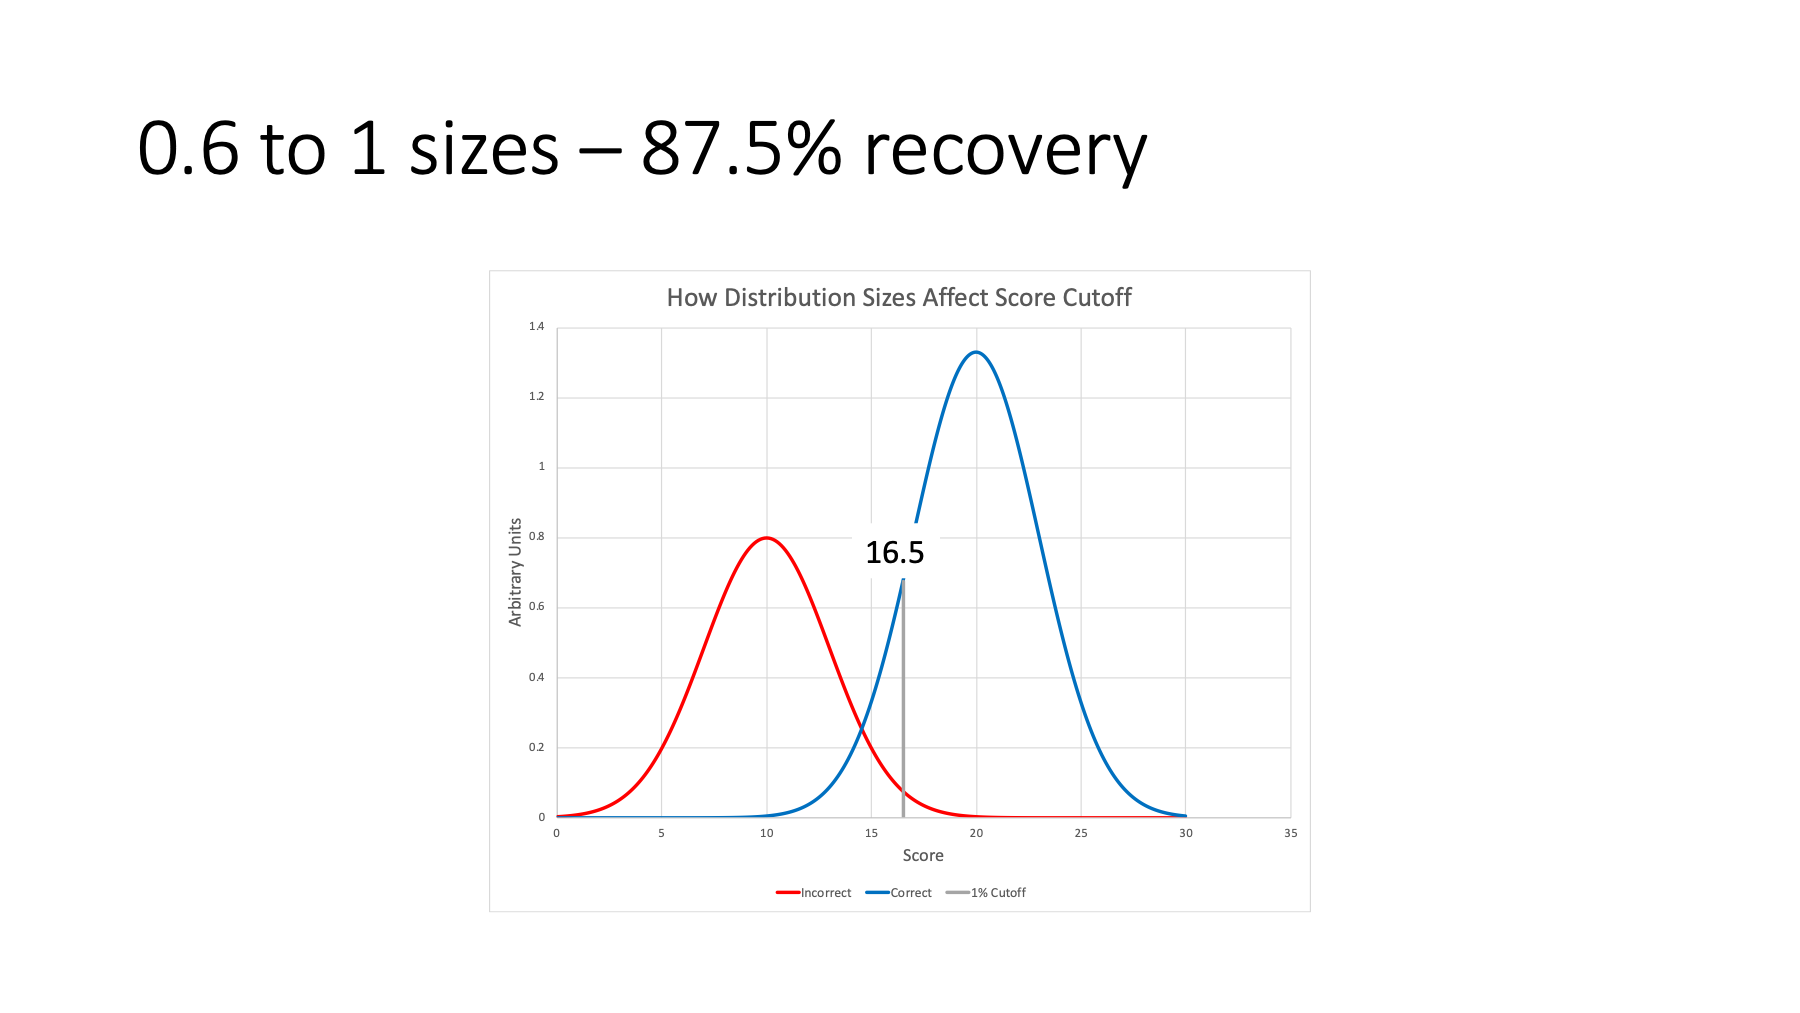 0.6 to 1 sizes – 87.5% recovery
How Distribution Sizes Affect Score Cutoff
1.4
1.2
1
0.8
0.6
0.4
0.2
0
Arbitrary Units
16.5
0 5 10 15 20 25 30 35
Score
Incorrect Correct 1% Cutoff